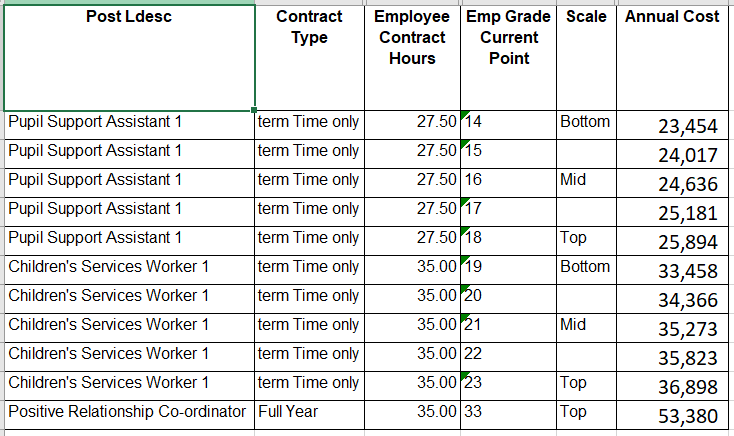 Post Ldesc Contract Type Employee Contract Hours Emp Grade Current Point Scale Annual Cost
Pupil Support Assistant 1 term Time only 27.50 14 Bottom 23,454
Pupil Support Assistant 1 term Time only 27.50 15 24,017
Pupil Support Assistant 1 term Time only 27.50 16 Mid 24,636
Pupil Support Assistant 1 term Time only 27.50 17 25,181
Pupil Support Assistant 1 term Time only 27.50 18 Top 25,894
Children's Services Worker 1 term Time only 35.00 19 Bottom 33,458
Children's Services Worker 1 term Time only 35.00 20 34,366
Children's Services Worker 1 term Time only 35.00 21 Mid 35,273
Children's Services Worker 1 term Time only 35.00 22 35,823
Children's Services Worker 1 term Time only 35.00 23 Top 36,898
Positive Relationship Co-ordinator Full Year 35.00 33 Top 53,380